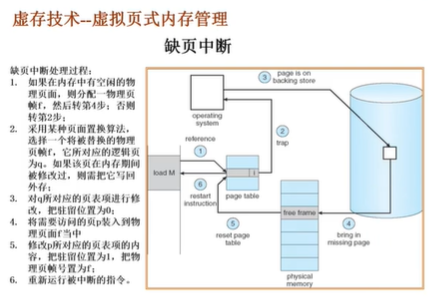 虚存技术--虚拟页式内存管理
缺页中断
缺页中断处理过程：
1. 如果在内存中有空闲的物
理页面，则分配一物理页
帧f，然后转第4步；否则
转第2步；
2. 采用某种页面置换算法，
选择一个将被替换的物理
页帧f，它所对应的逻辑页
为q。如果该页在内存期间
被修改过，则需把它写回
外存；
3. 对q所对应的页表项进行修
改，把驻留位置为0；
4. 将需要访问的页p装入到物
理页面f当中
5. 修改p所对应的页表项的内
容，把驻留位置为1，把物
理页帧号置为f；
6. 重新运行被中断的指令。
3
page is on
backing store
operating
system
2
trap
reference
1
load M
i
6
restart
instruction
page table
free frame
5
reset page
table
4
bring in
missing page
physical
memory